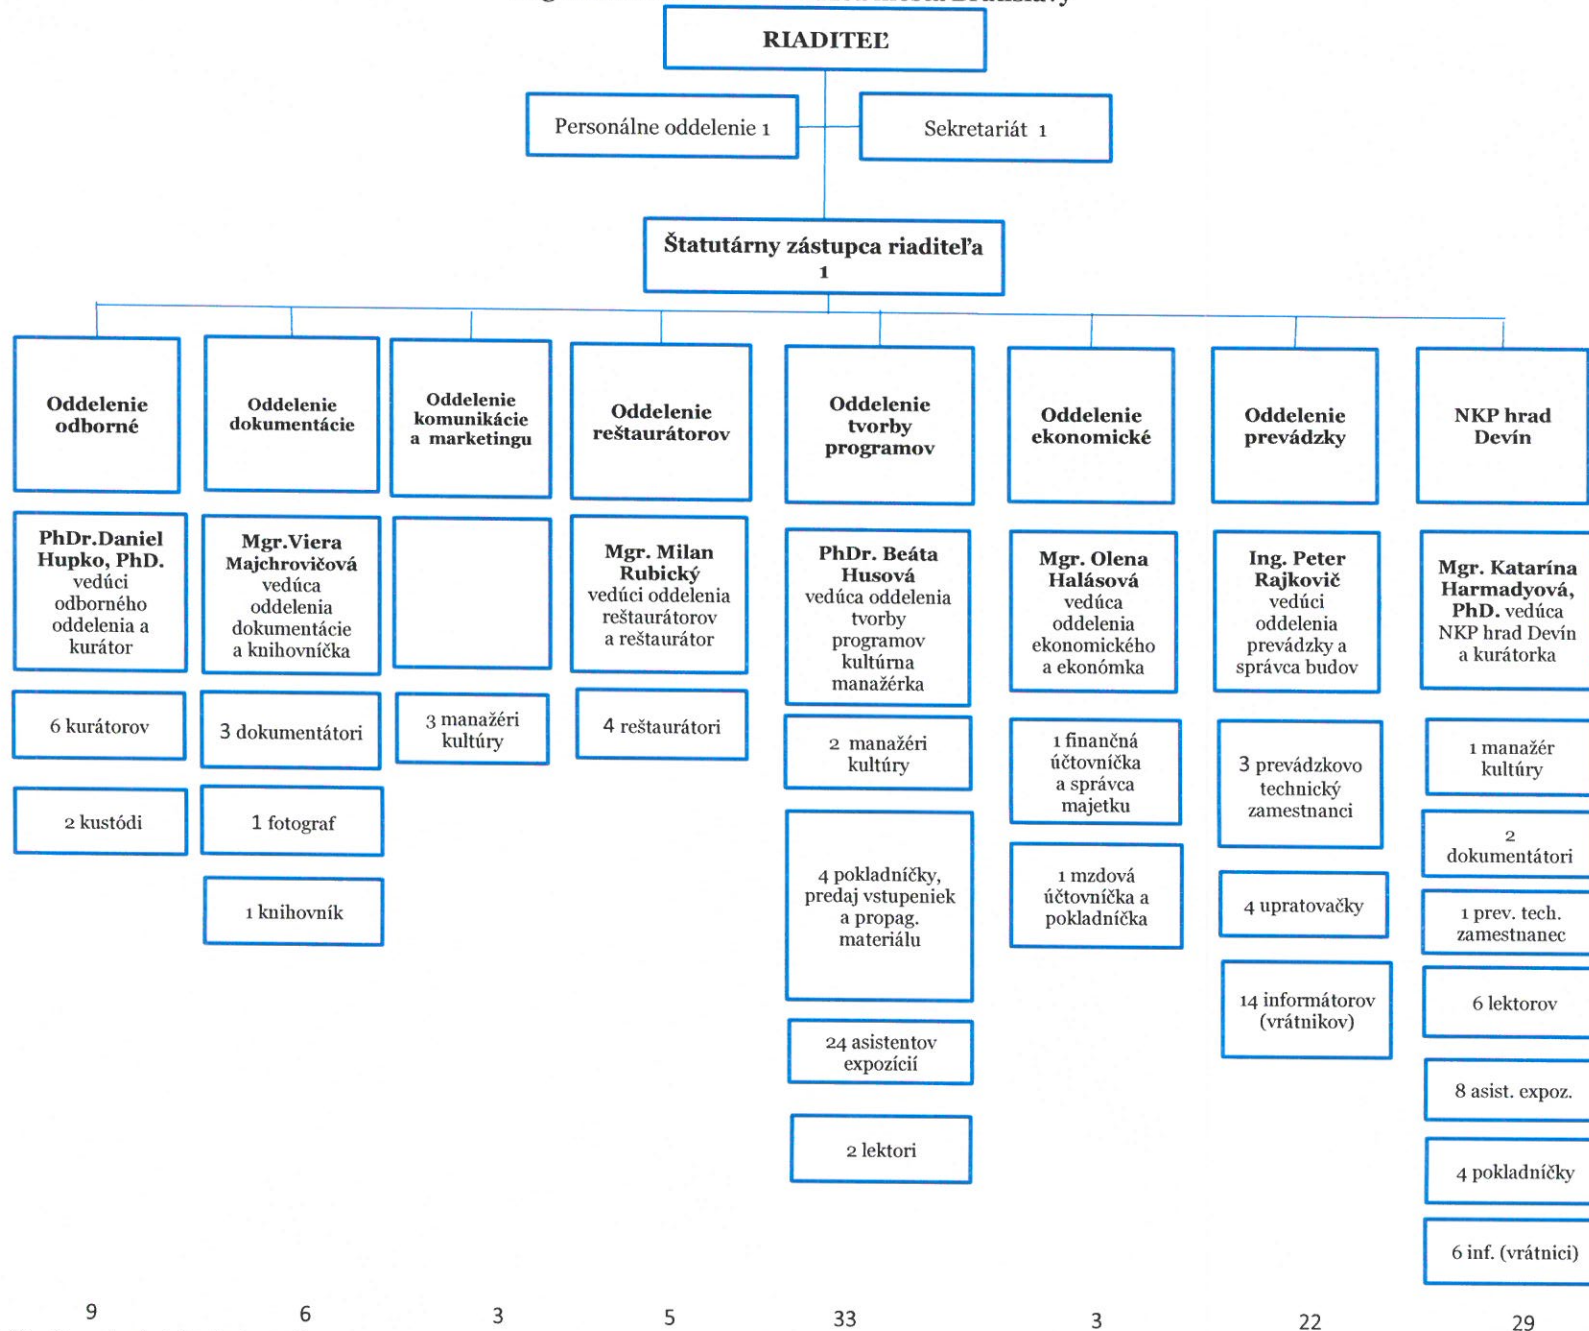 mesta Bratislavy
RIADITEĽ
Personálne oddelenie 1
Sekretariát 1
Štatutárny zástupca riaditeľa
1
Oddelenie
odborné
Oddelenie
dokumentácie
Oddelenie
komunikácie
a marketingu
Oddelenie
reštaurátorov
Oddelenie
tvorby
programov
Oddelenie
ekonomické
Oddelenie
prevádzky
NKP hrad
Devín
PhDr.Daniel
Hupko, PhD.
vedúci
odborného
oddelenia a
kurátor
Mgr.Viera
Majchrovičová
vedúca
oddelenia
dokumentácie
a knihovníčka
Mgr. Milan
Rubický
vedúci oddelenia
reštaurátorov
a reštaurátor
PhDr. Beáta
Husová
vedúca oddelenia
tvorby
programov
kultúrna
manažérka
Mgr. Olena
Halásová
vedúca
oddelenia
ekonomického
a ekonómka
Ing. Peter
Rajkovič
vedúci
oddelenia
prevádzky a
správca budov
Mgr. Katarína
Harmadyová,
PhD. vedúca
NKP hrad Devín
a kurátorka
6 kurátorov
2 kustódi
3 dokumentátori
1 fotograf
1 knihovník
3 manažéri
kultúry
4 reštaurátori
2 manažéri
kultúry
4 pokladníčky,
predaj vstupeniek
a propag.
materiálu
24 asistentov
expozícií
2 lektori
1 finančná
účtovníčka
a správca
majetku
1 mzdová
účtovníčka a
pokladníčka
3 prevádzkovo
technický
zamestnanci
4 upratovačky
14 informátorov
(vrátnikov)
1 manažér
kultúry
2
dokumentátori
1 prev. tech.
zamestnanec
6 lektorov
8 asist. expoz.
4 pokladníčky
6 inf. (vrátnici)
9 6 3 5 33 3 22 29